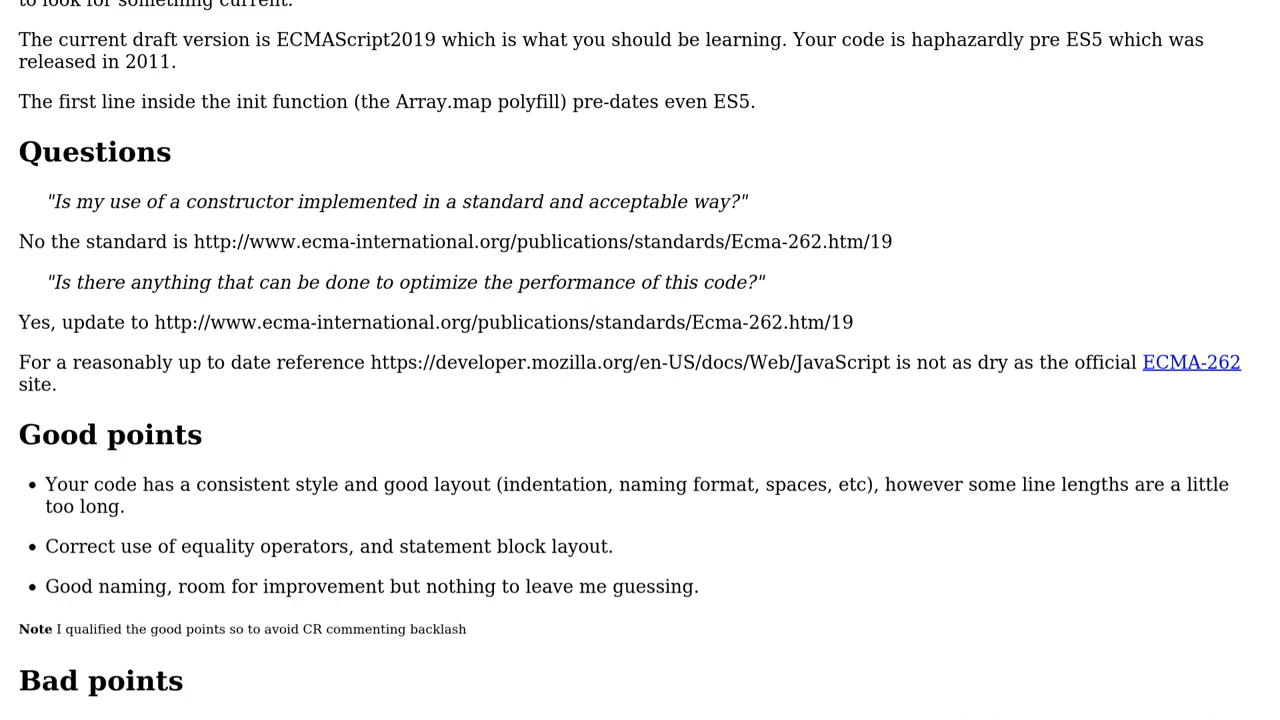 to look for something current.
The current draft version is ECMAScript2019 which is what you should be learning. Your code is haphazardly pre ES5 which was
released in 2011.
The first line inside the init function (the Array.map polyfill) pre-dates even ES5.
Questions
"Is my use of a constructor implemented in a standard and acceptable way?"
No the standard is http://www.ecma-international.org/publications/standards/Ecma-262.htm/19
"Is there anything that can be done to optimize the performance of this code?"
Yes, update to http://www.ecma-international.org/publications/standards/Ecma-262.htm/19
For a reasonably up to date reference https://developer.mozilla.org/en-US/docs/Web/JavaScript is not as dry as the official ECMA-262
site.
Good points
• Your code has a consistent style and good layout (indentation, naming format, spaces, etc), however some line lengths are a little
too long.
• Correct use of equality operators, and statement block layout.
• Good naming, room for improvement but nothing to leave me guessing.
Note I qualified the good points so to avoid CR commenting backlash
Bad points